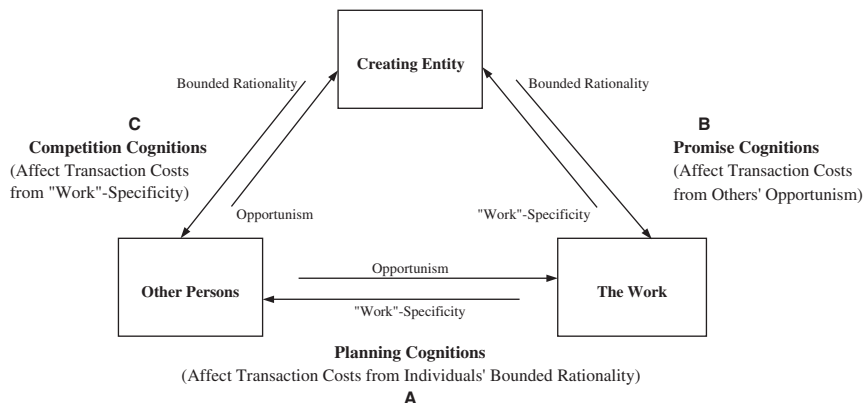 Creating Entity
Bounded Rationality
Bounded Rationality
C
Competition Cognitions
(Affect Transaction Costs
from "Work"-Specificity)
B
Promise Cognitions
(Affect Transaction Costs
from Others' Opportunism)
Opportunism
"Work"-Specificity
Other Persons
Opportunism
"Work"-Specificity
The Work
Planning Cognitions
(Affect Transaction Costs from Individuals' Bounded Rationality)
A